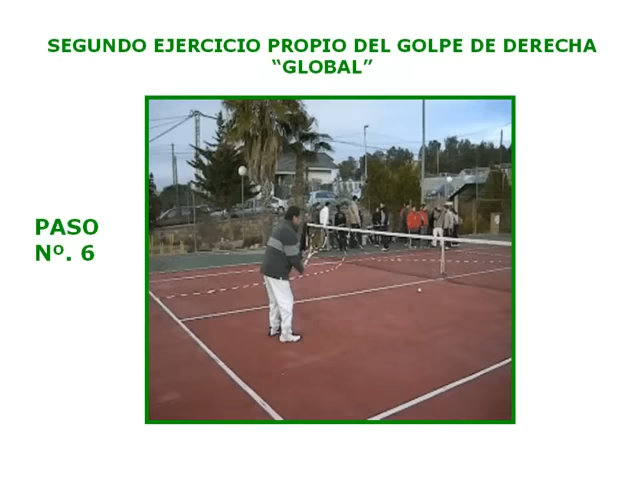 SEGUNDO EJERCICIO PROPIO DEL GOLPE DE DERECHA
“GLOBAL”
PASO
Nº. 6